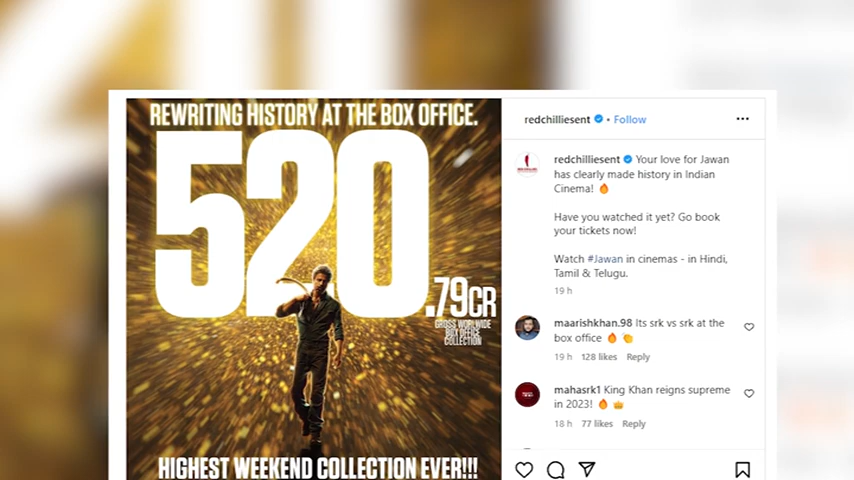 REWRITING HISTORY AT THE BOX OFFICE.
520
.79CR
GROSS WORLDWIDE
BOX OFFICE
COLLECTION
HIGHEST WEEKEND COLLECTION EVER!!!
redchilliesent • Follow
redchilliesent Your love for Jawan
has clearly made history in Indian
Cinema! 🔥
Have you watched it yet? Go book
your tickets now!
Watch #Jawan in cinemas - in Hindi,
Tamil & Telugu.
19 h
maarishkhan.98 Its srk vs srk at the
box office 🔥 👏
19 h 128 likes Reply
mahasrk1 King Khan reigns supreme
in 2023! 🔥 👑
18 h 77 likes Reply